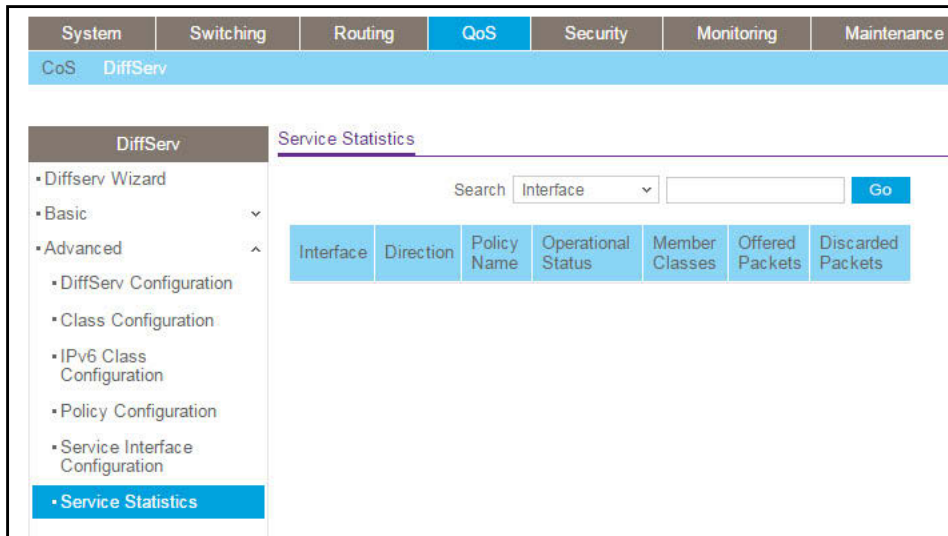 System Switching Routing QoS Security Monitoring Maintenance
CoS DiffServ
DiffServ
Diffserv Wizard
Basic
Advanced
DiffServ Configuration
Class Configuration
IPv6 Class
Configuration
Policy Configuration
Service Interface
Configuration
Service Statistics
Service Statistics
Search Interface Go
Interface Direction Policy Name Operational Status Member Classes Offered Packets Discarded Packets